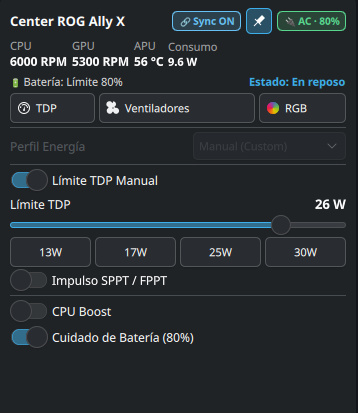 Center ROG Ally X
Sync ON
AC · 80%
CPU GPU APU Consumo
6000 RPM 5300 RPM 56 °C 9.6 W
Batería: Límite 80%
Estado: En reposo
TDP
Ventiladores
RGB
Perfil Energía
Manual (Custom)
Límite TDP Manual
Límite TDP
26 W
13W
17W
25W
30W
Impulso SPPT / FPPT
CPU Boost
Cuidado de Batería (80%)